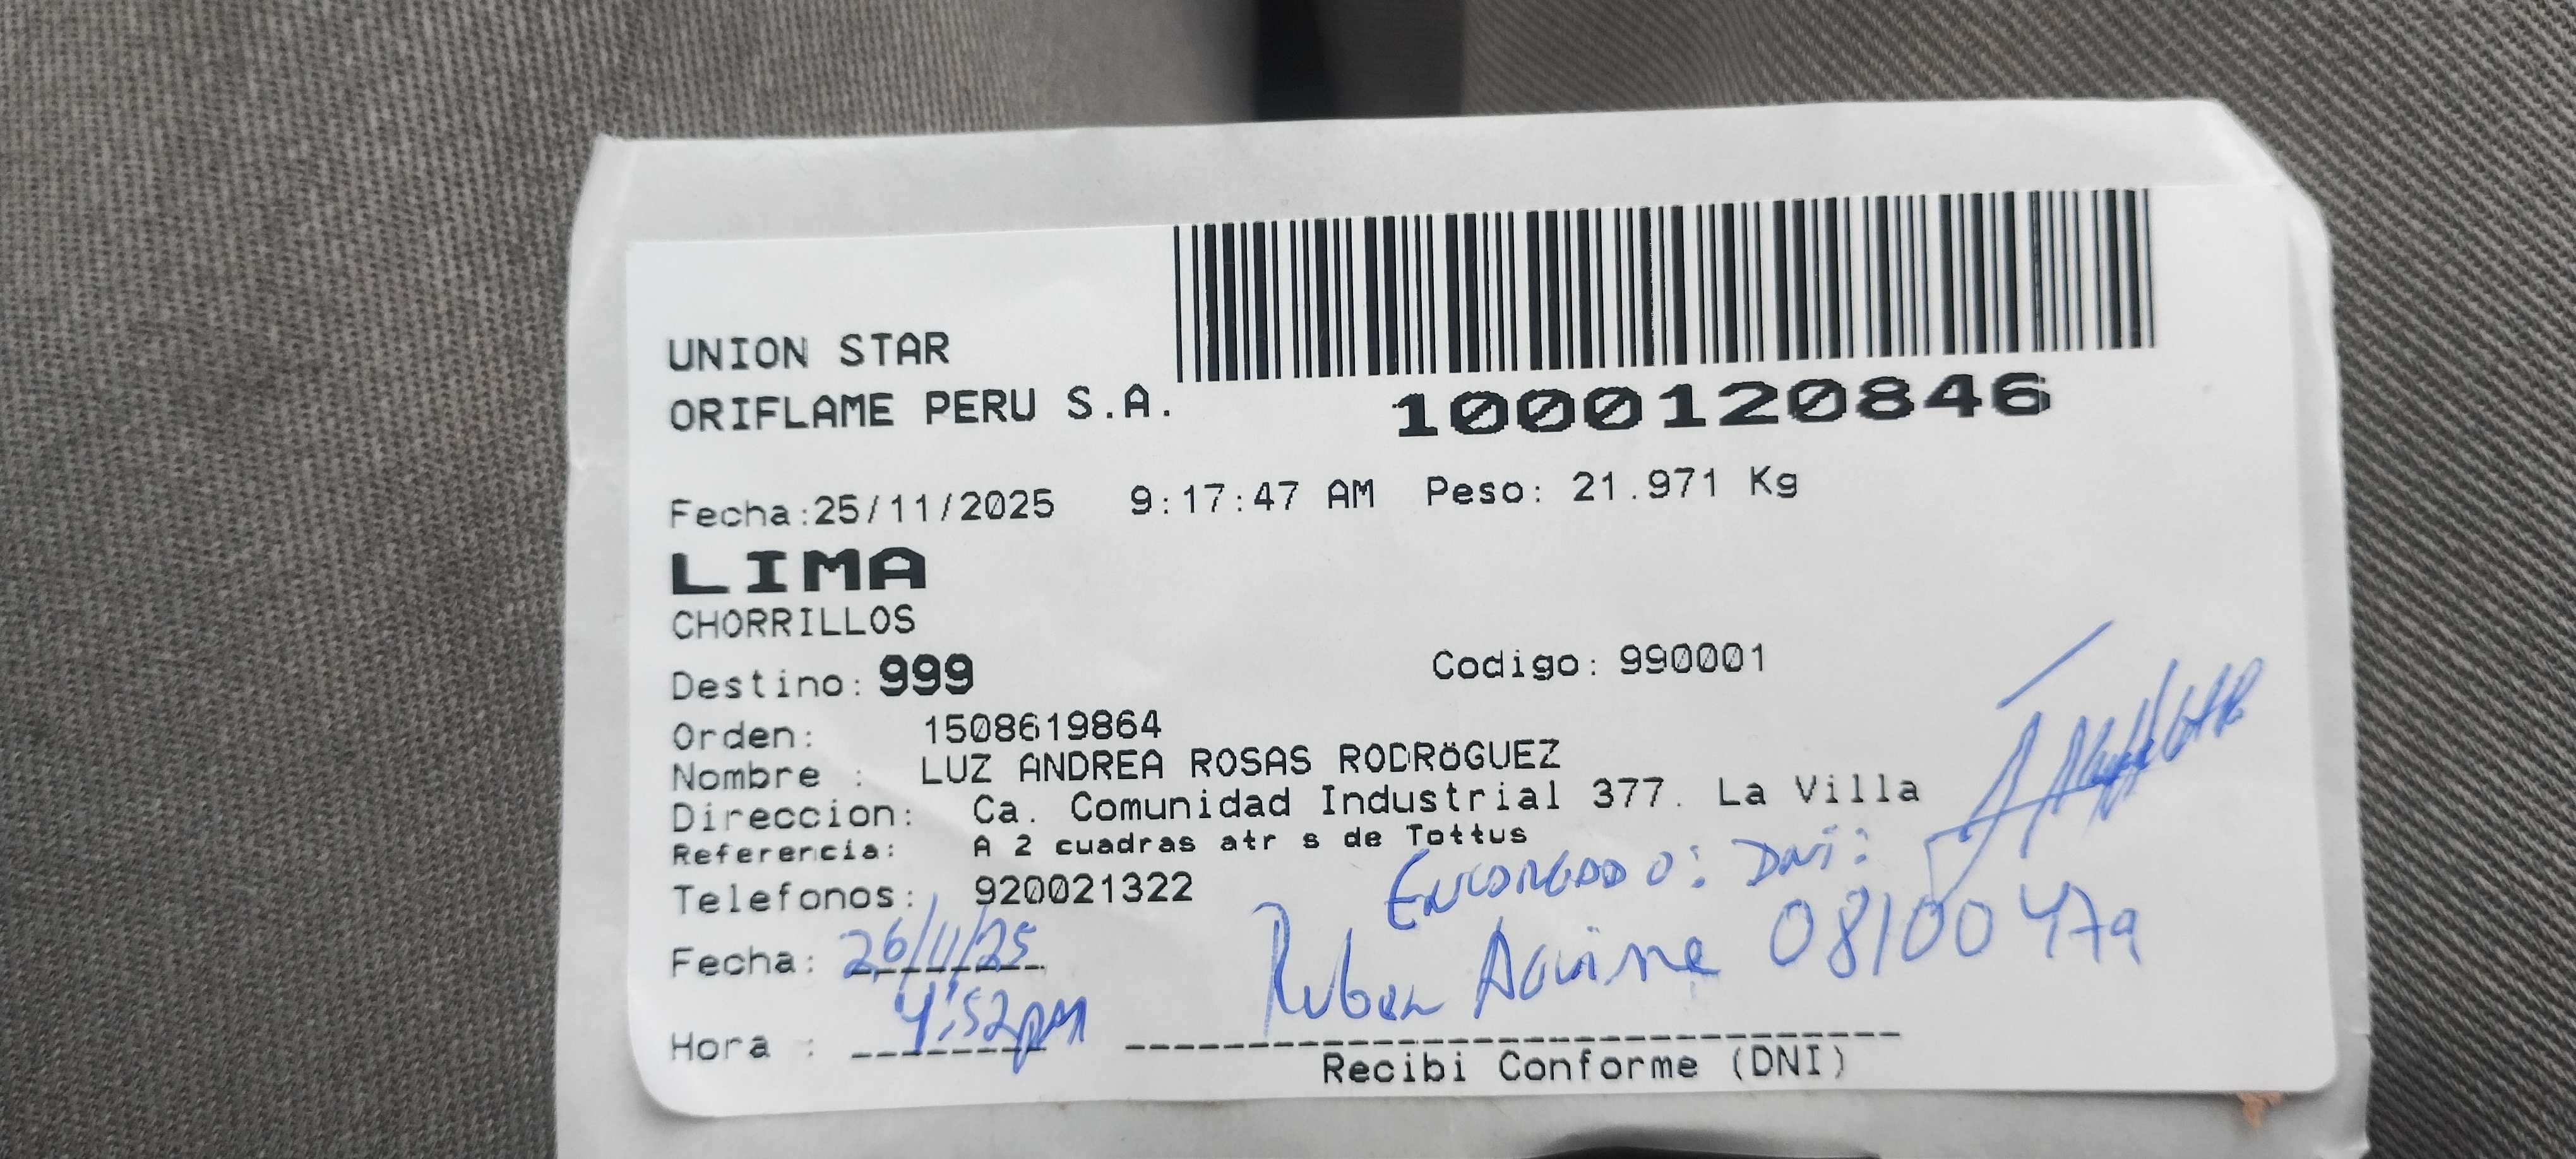 UNION STAR
ORIFLAME PERU S.A.
1000120846
Fecha:25/11/2025 9:17:47 AM Peso: 21.971 Kg
LIMA
CHORRILLOS
Destino: 999 Codigo: 990001
Orden: 1508619864
Nombre : LUZ ANDREA ROSAS RODRöGUEZ
Direccion: Ca. Comunidad Industrial 377. La Villa
Referencia: A 2 cuadras atr s de Tottus
Telefonos: 920021322
Encargado: DNI:
Fecha: 26/11/25 Ruben Aguirre 08100479
Hora : 4:52pm
Recibi Conforme (DNI)